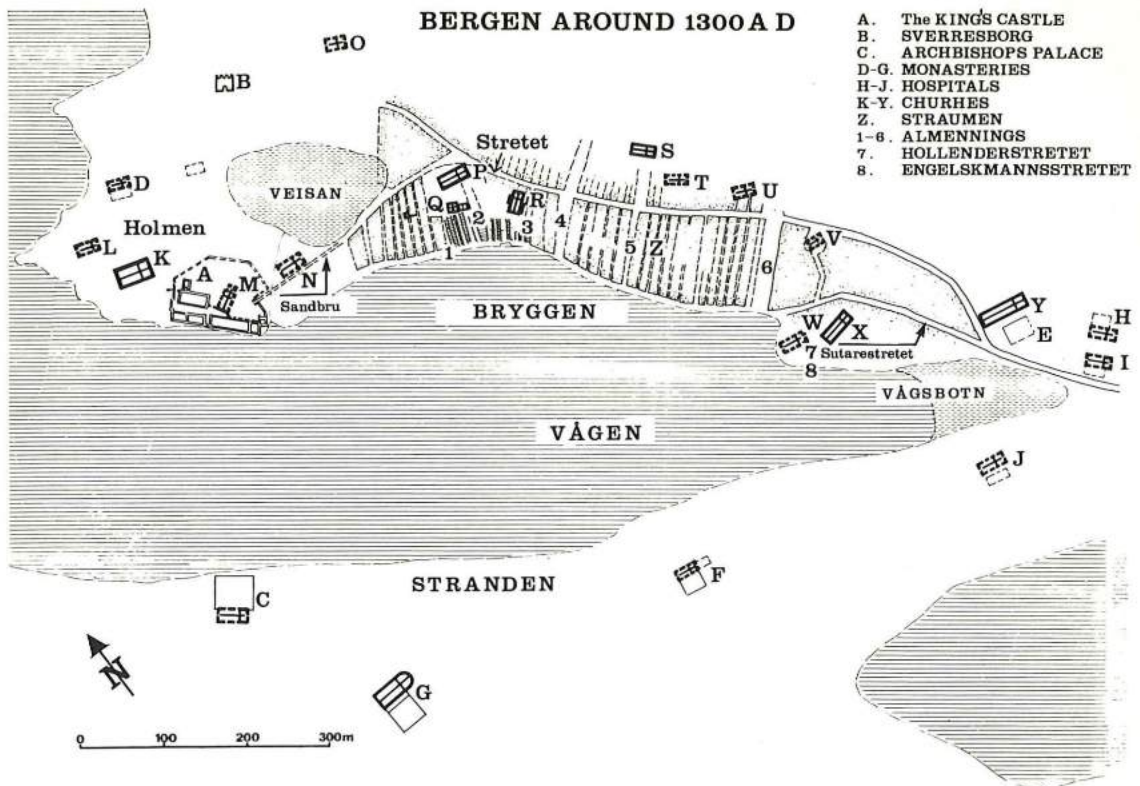 BERGEN AROUND 1300 A D
A. The KINGS CASTLE
B. SVERRESBORG
C. ARCHBISHOPS PALACE
D-G. MONASTERIES
H-J. HOSPITALS
K-Y. CHURHES
Z. STRAUMEN
1-6. ALMENNINGS
7. HOLLENDERSTRETET
8. ENGELSKMANNSSTRETET
O
B
Stretet
S
P
T
D
VEISAN
U
Q
2
R
4
Holmen
L
3
5 Z
V
K
1
6
A
M
N
Sandbru
BRYGGEN
Y
H
W
X
E
7
Sutarestretet
I
8
VÅGSBOTN
VÅGEN
J
F
STRANDEN
C
N
G
0 100 200 300m